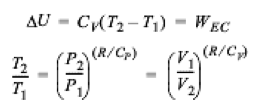 ΔU = C_V(T_2 − T_1) = W_EC
T_2/T_1 = (P_2/P_1)^(R/C_P) = (V_1/V_2)^(R/C_V)